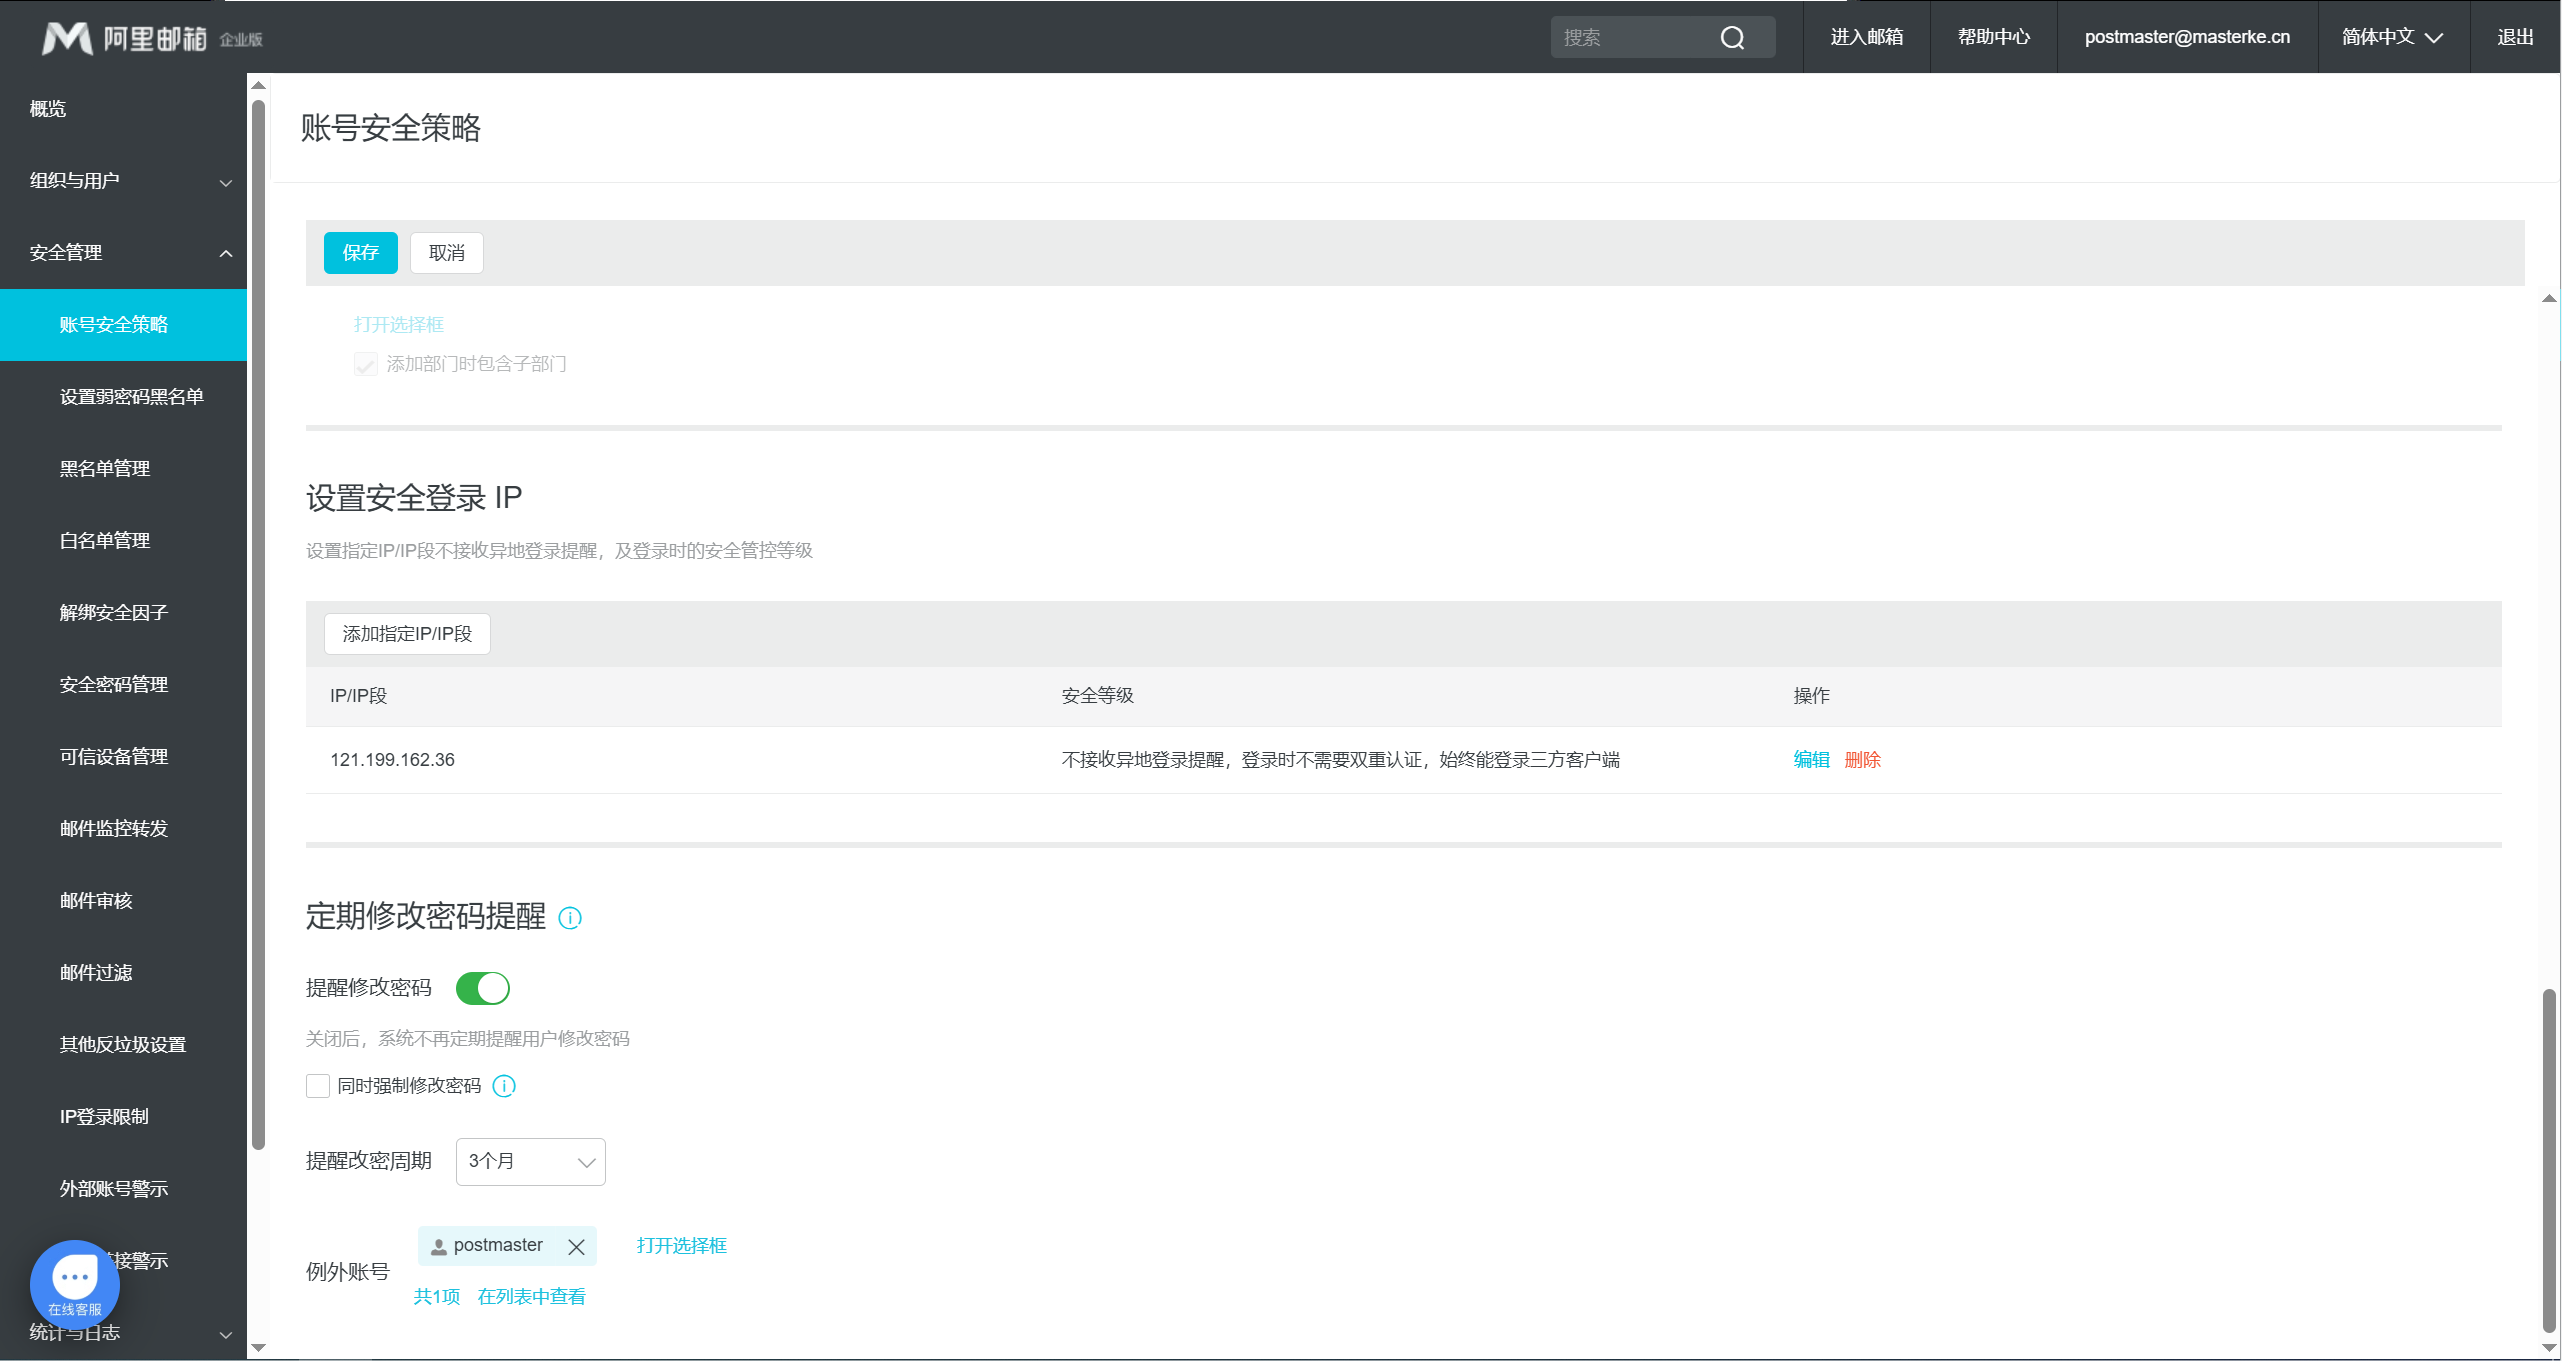 阿里邮箱 企业版
搜索
进入邮箱
帮助中心
postmaster@masterke.cn
简体中文
退出
概览
组织与用户
安全管理
账号安全策略
设置弱密码黑名单
黑名单管理
白名单管理
解绑安全因子
安全密码管理
可信设备管理
邮件监控转发
邮件审核
邮件过滤
其他反垃圾设置
IP登录限制
外部账号警示
接警示
在线客服
统计与日志
账号安全策略
保存 取消
打开选择框
添加部门时包含子部门
设置安全登录 IP
设置指定IP/IP段不接收异地登录提醒，及登录时的安全管控等级
添加指定IP/IP段
IP/IP段 安全等级 操作
121.199.162.36 不接收异地登录提醒，登录时不需要双重认证，始终能登录三方客户端 编辑 删除
定期修改密码提醒
提醒修改密码
关闭后，系统不再定期提醒用户修改密码
同时强制修改密码
提醒改密周期 3个月
例外账号
postmaster 打开选择框
共1项 在列表中查看